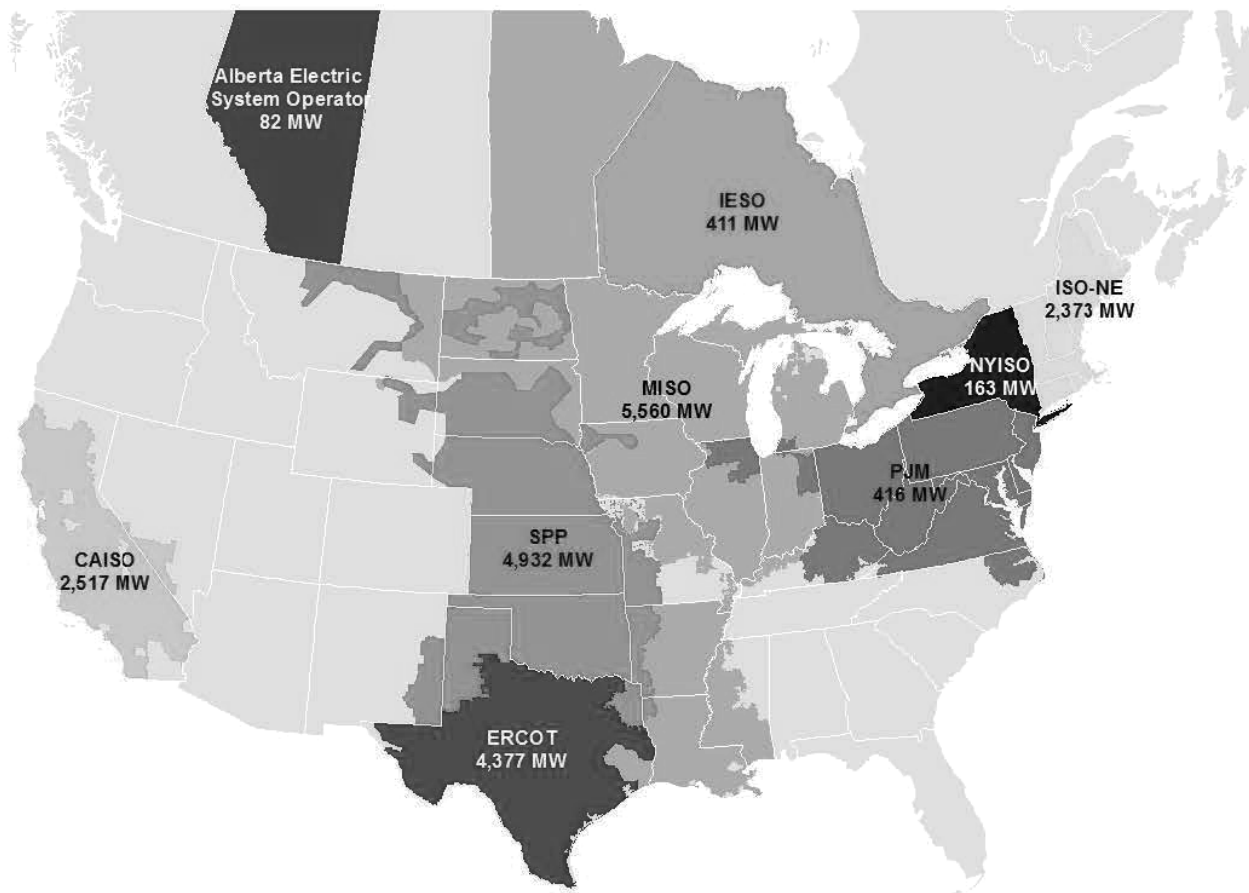 Alberta Electric
System Operator
82 MW
IESO
411 MW
ISO-NE
2,373 MW
NYISO
163 MW
MISO
5,560 MW
PJM
416 MW
SPP
4,932 MW
CAISO
2,517 MW
ERCOT
4,377 MW